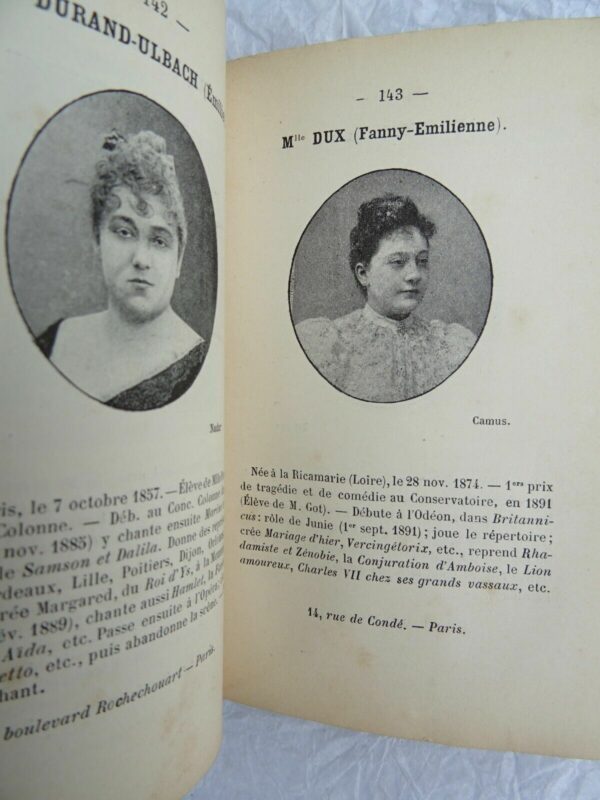 142 —
DURAND-ULBACH
Nadar
ris, le 7 octobre 1857. — Élève de
Colonne. — Déb. au Conc. Colonne
nov. 1885) y chante ensuite
de Samson et Dalila. Donne des
rdeaux, Lille, Poitiers, Dijon,
rée Margared, du Roi d'Ys, à la
év. 1889), chante aussi Hamlet, la
Aïda, etc. Passe ensuite à l'Opéra
etto, etc., puis abandonne la scène
hant.
boulevard Rochechouart — Paris.
— 143 —
Mlle DUX (Fanny-Emilienne).
Camus.
Née à la Ricamarie (Loire), le 28 nov. 1874. — 1ers prix
de tragédie et de comédie au Conservatoire, en 1891
(Élève de M. Got). — Débute à l'Odéon, dans Britanni-
cus : rôle de Junie (1er sept. 1891) ; joue le répertoire ;
crée Mariage d'hier, Vercingétorix, etc., reprend Rha-
damiste et Zénobie, la Conjuration d'Amboise, le Lion
amoureux, Charles VII chez ses grands vassaux, etc.
14, rue de Condé. — Paris.